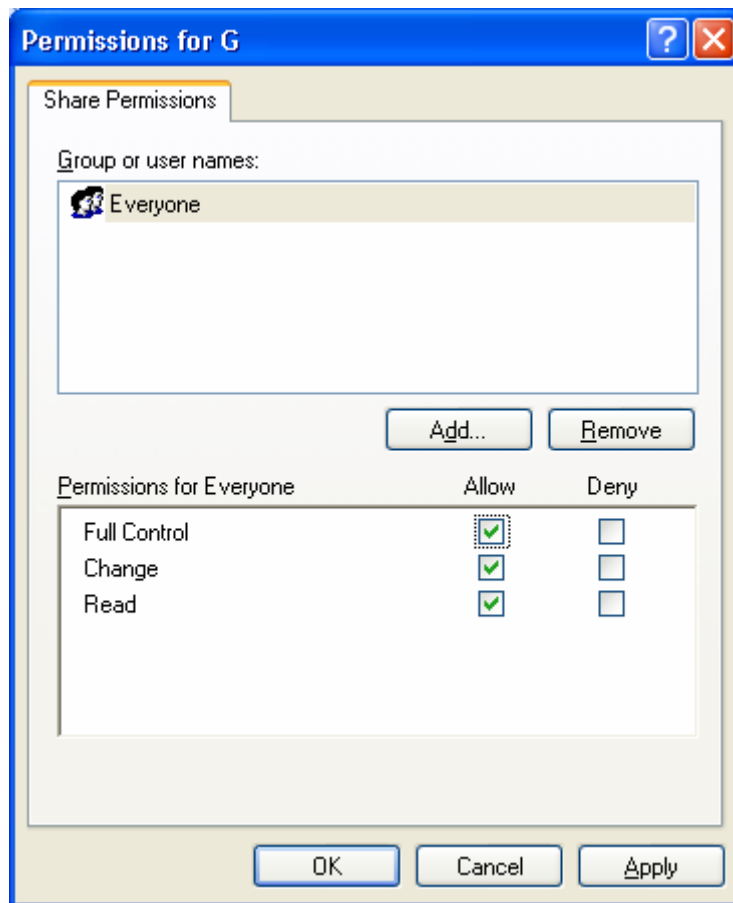 Permissions for G
Share Permissions
Group or user names:
Everyone
Add... Remove
Permissions for Everyone Allow Deny
Full Control
Change
Read
OK Cancel Apply